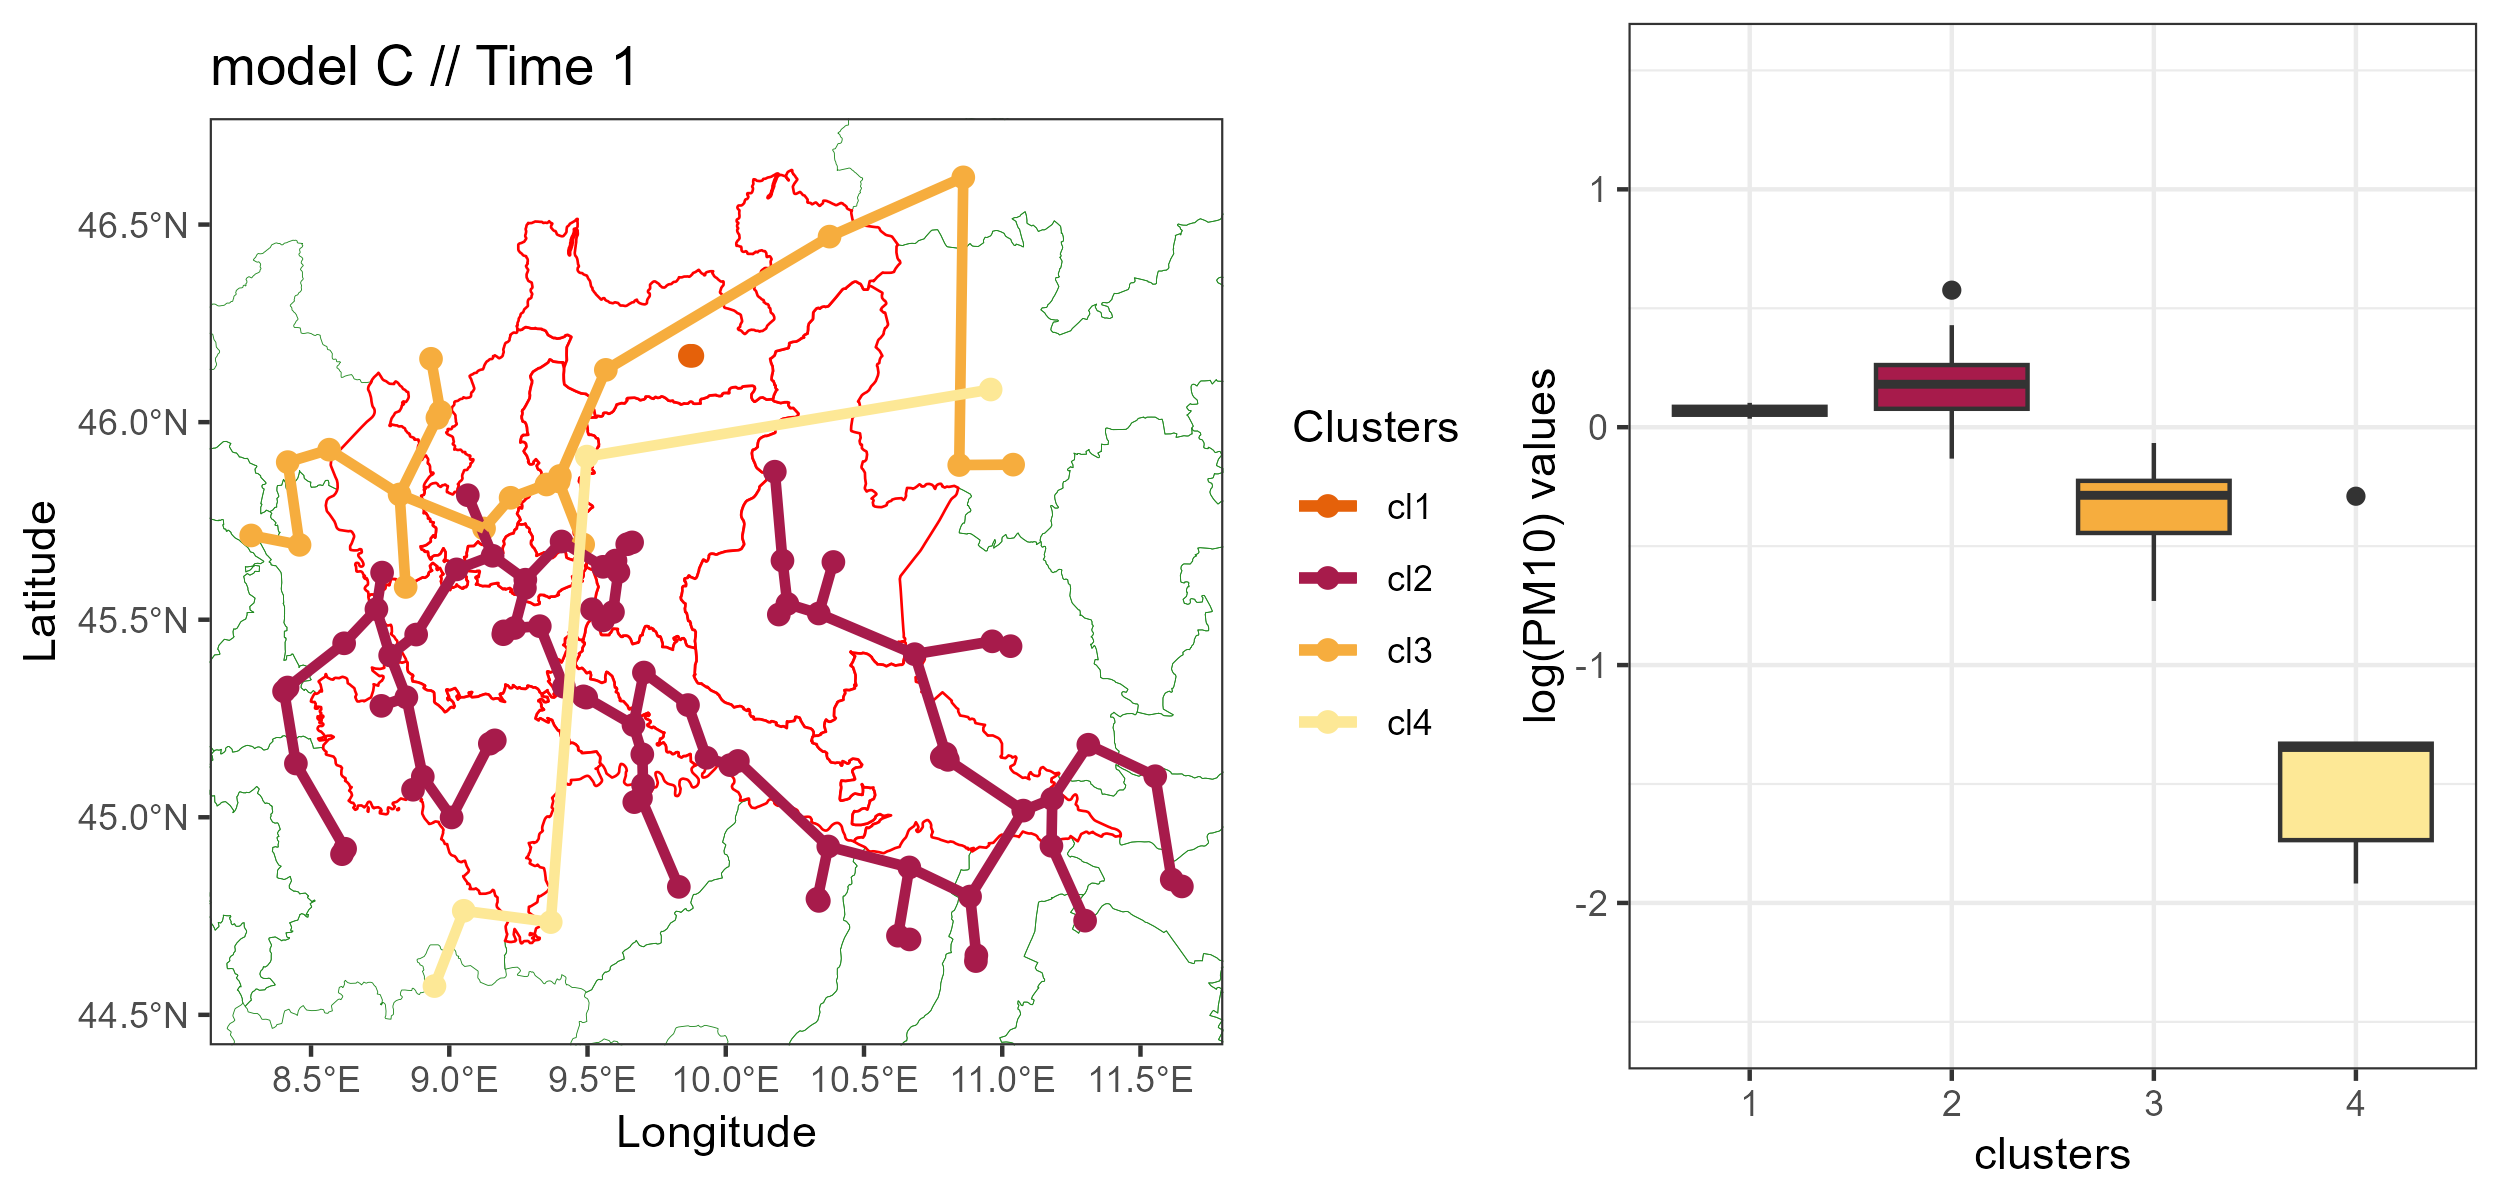 model C // Time 1
Latitude
46.5°N
46.0°N
45.5°N
45.0°N
44.5°N
8.5°E 9.0°E 9.5°E 10.0°E 10.5°E 11.0°E 11.5°E
Longitude
Clusters
cl1
cl2
cl3
cl4
log(PM10) values
1
0
-1
-2
1 2 3 4
clusters